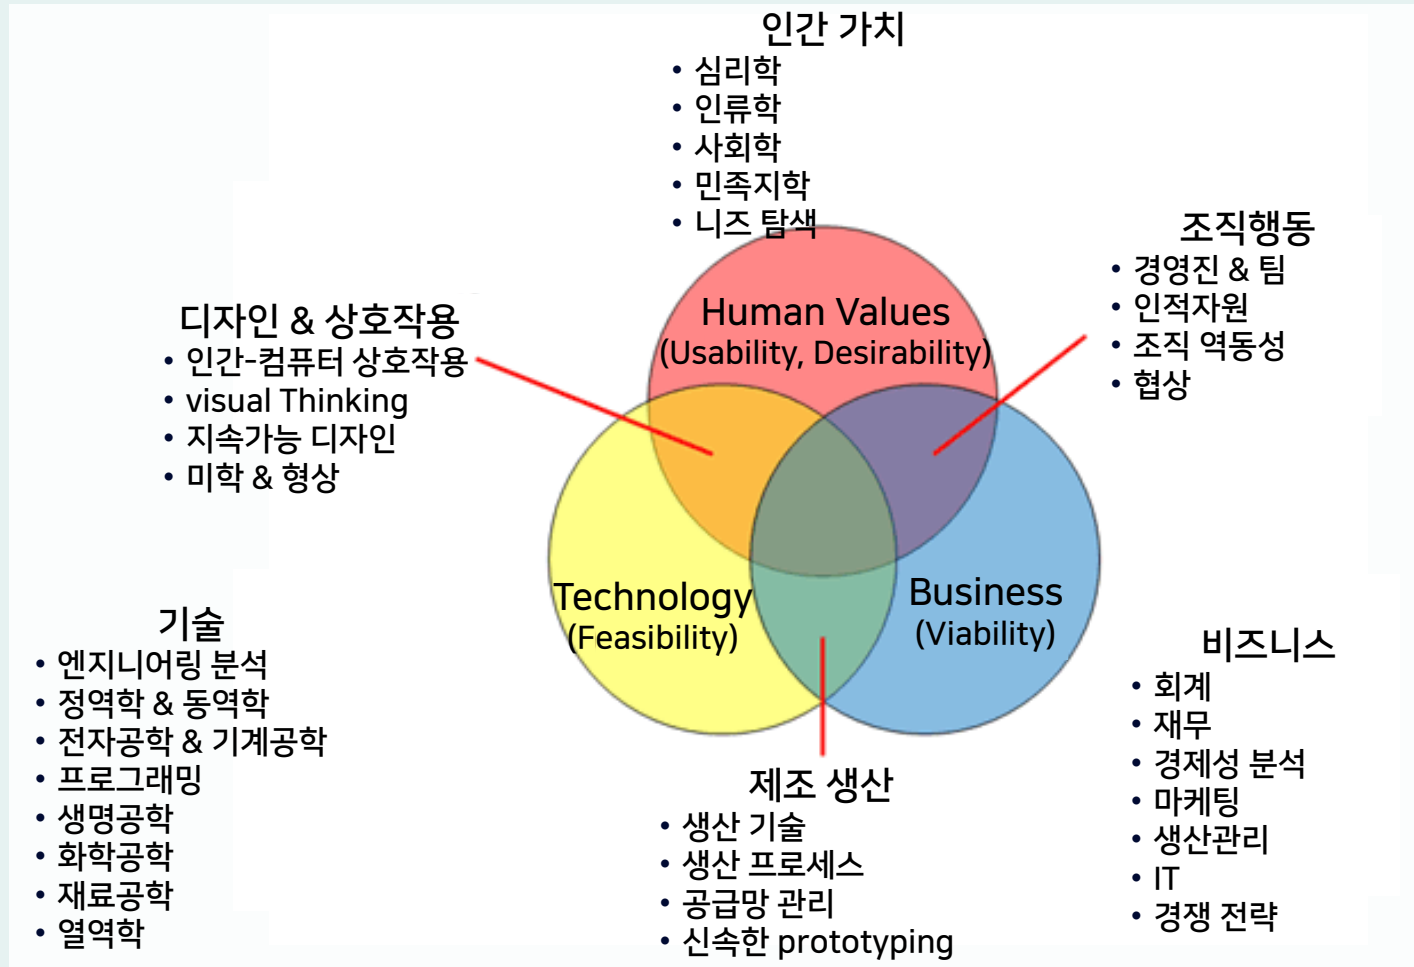 인간 가치
• 심리학
• 인류학
• 사회학
• 민족지학
• 니즈 탐색
조직행동
• 경영진 & 팀
• 인적자원
• 조직 역동성
• 협상
디자인 & 상호작용
• 인간-컴퓨터 상호작용
• visual Thinking
• 지속가능 디자인
• 미학 & 형상
Human Values
(Usability, Desirability)
Technology
(Feasibility)
Business
(Viability)
기술
• 엔지니어링 분석
• 정역학 & 동역학
• 전자공학 & 기계공학
• 프로그래밍
• 생명공학
• 화학공학
• 재료공학
• 열역학
제조 생산
• 생산 기술
• 생산 프로세스
• 공급망 관리
• 신속한 prototyping
비즈니스
• 회계
• 재무
• 경제성 분석
• 마케팅
• 생산관리
• IT
• 경쟁 전략